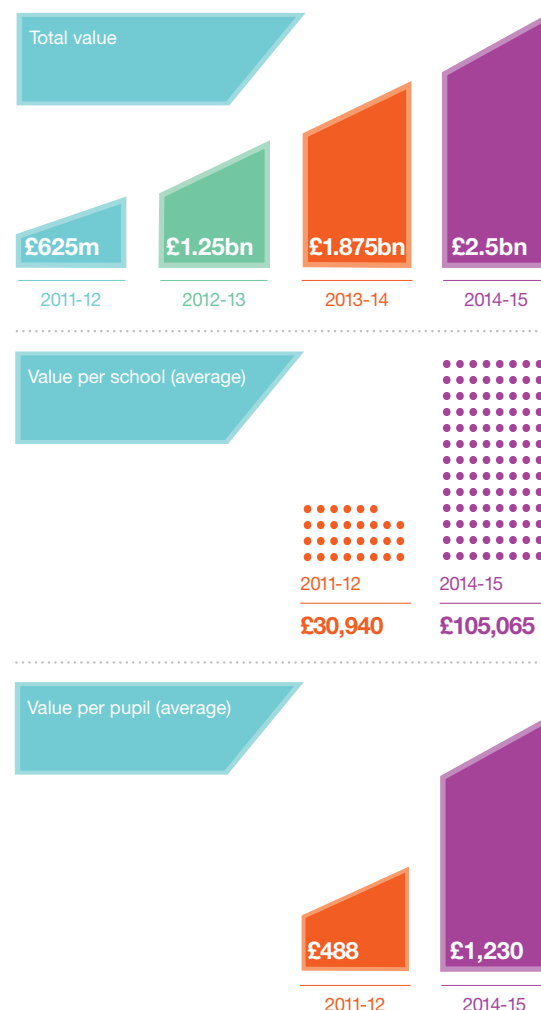 Total value
£625m
£1.25bn
£1.875bn
£2.5bn
2011-12
2012-13
2013-14
2014-15
Value per school (average)
2011-12
2014-15
£30,940
£105,065
Value per pupil (average)
£488
£1,230
2011-12
2014-15